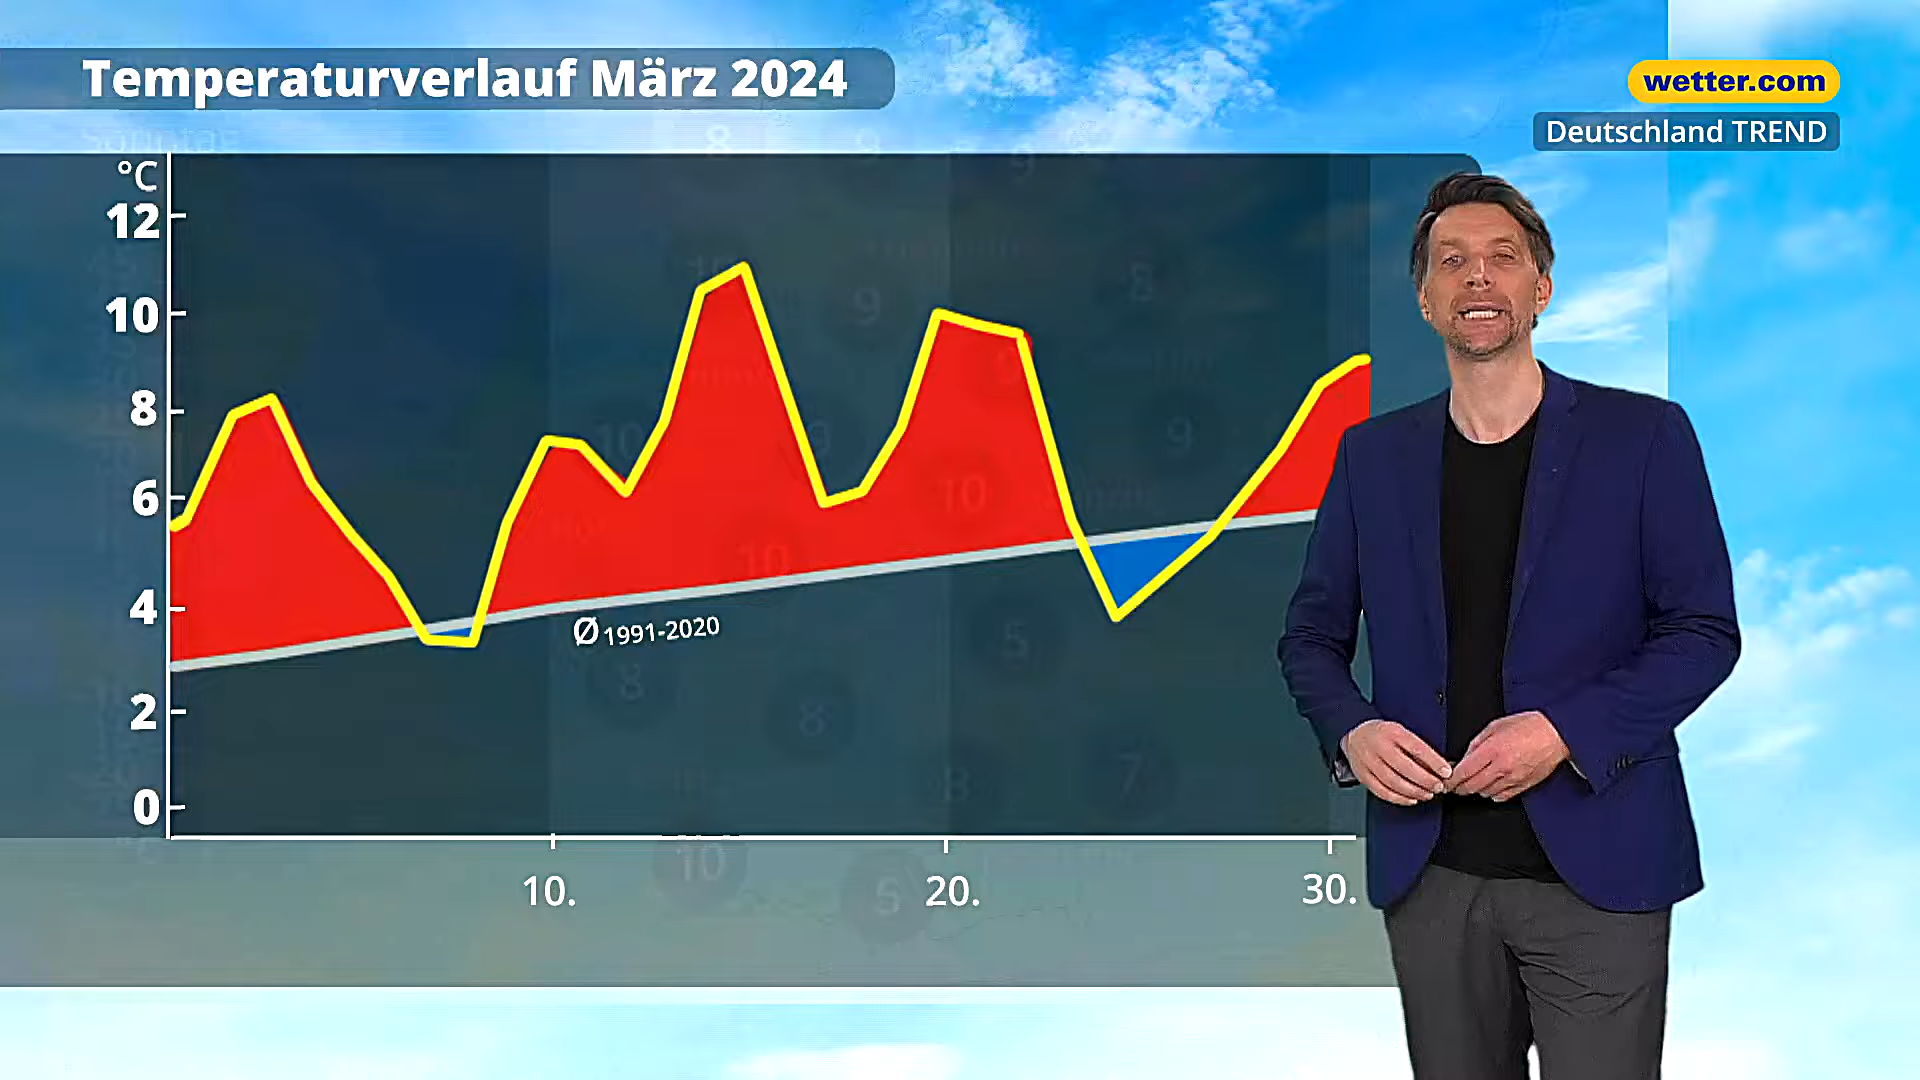 Temperaturverlauf März 2024
wetter.com
Deutschland TREND
°C
12
10
8
6
4
2
0
Ø 1991-2020
10.
20.
30.